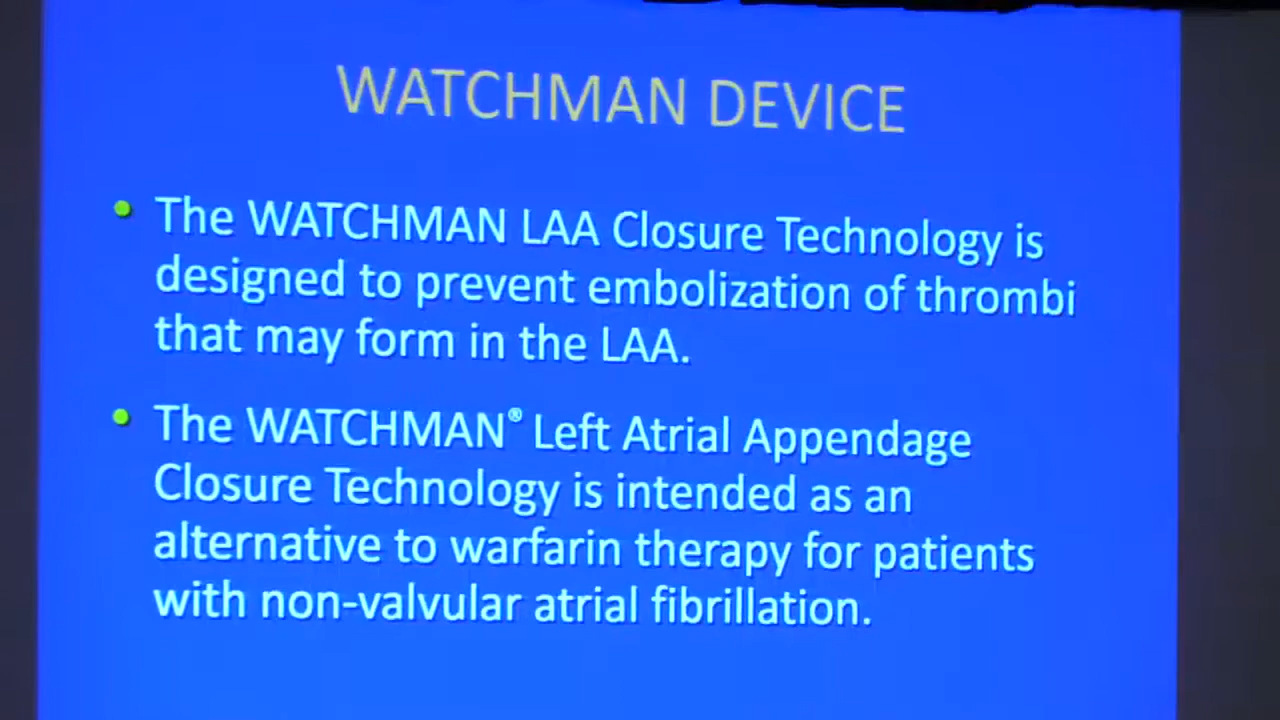 WATCHMAN DEVICE
• The WATCHMAN LAA Closure Technology is
designed to prevent embolization of thrombi
that may form in the LAA.
• The WATCHMAN® Left Atrial Appendage
Closure Technology is intended as an
alternative to warfarin therapy for patients
with non-valvular atrial fibrillation.